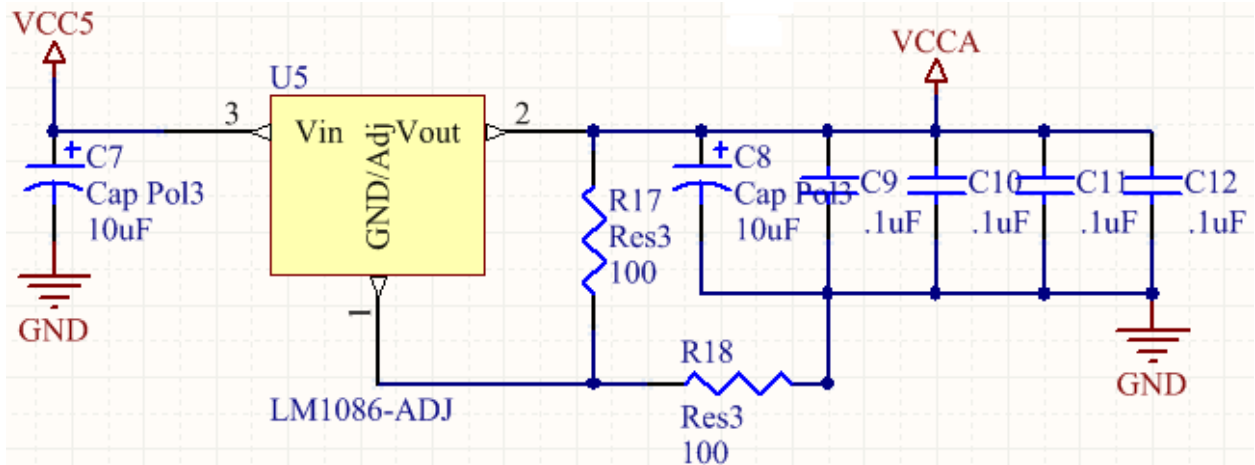 VCC5
VCCA
U5
3
Vin
Vout
2
GND/Adj
1
C7
Cap Pol3
10uF
GND
R17
Res3
100
C8
Cap Pol3
10uF
C9
.1uF
C10
.1uF
C11
.1uF
C12
.1uF
R18
Res3
100
GND
LM1086-ADJ